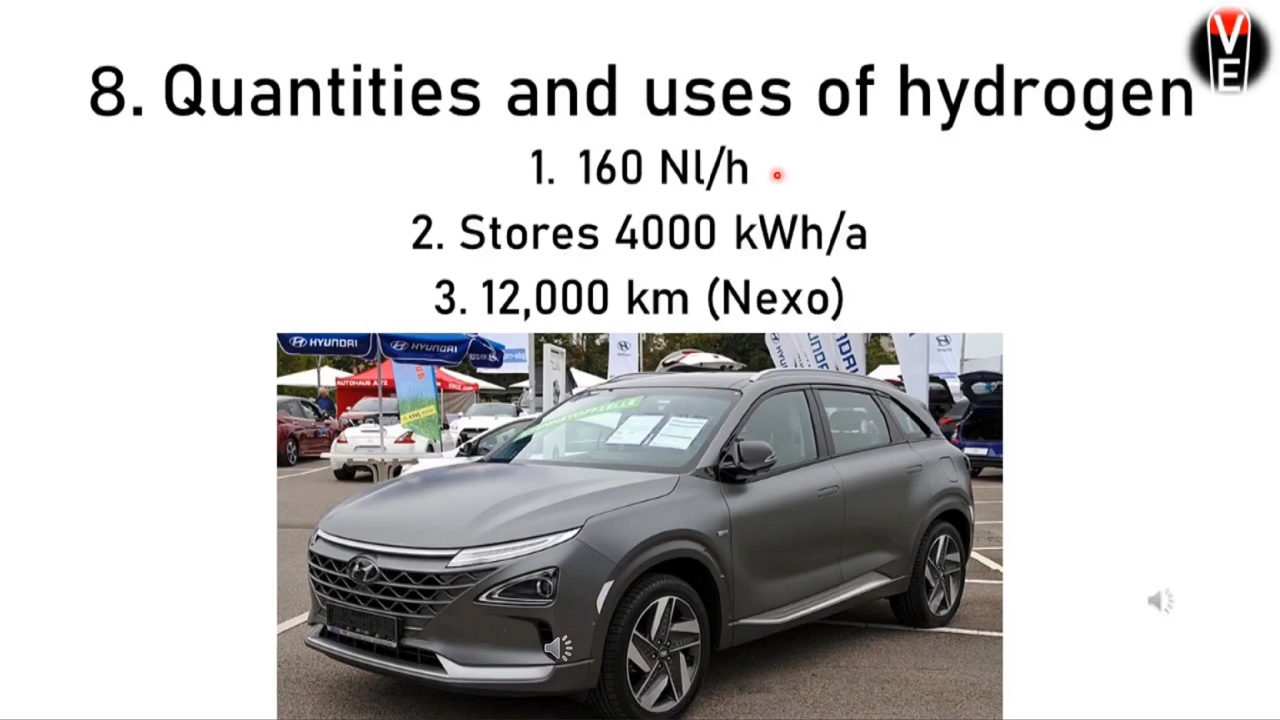 VE
8. Quantities and uses of hydrogen
1. 160 Nl/h
2. Stores 4000 kWh/a
3. 12,000 km (Nexo)
HYUNDAI
HYUNDAI